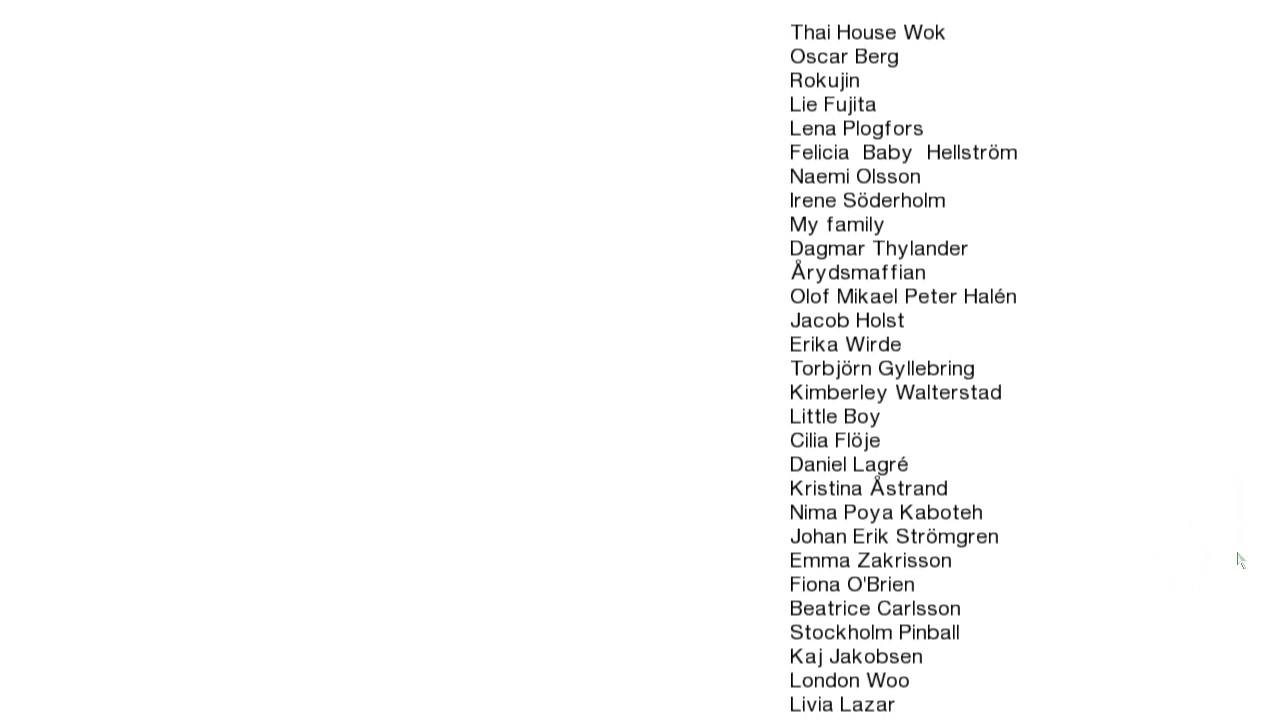 Thai House Wok
Oscar Berg
Rokujin
Lie Fujita
Lena Plogfors
Felicia Baby Hellström
Naemi Olsson
Irene Söderholm
My family
Dagmar Thylander
Årydsmaffian
Olof Mikael Peter Halén
Jacob Holst
Erika Wirde
Torbjörn Gyllebring
Kimberley Walterstad
Little Boy
Cilia Flöje
Daniel Lagré
Kristina Åstrand
Nima Poya Kaboteh
Johan Erik Strömgren
Emma Zakrisson
Fiona O'Brien
Beatrice Carlsson
Stockholm Pinball
Kaj Jakobsen
London Woo
Livia Lazar